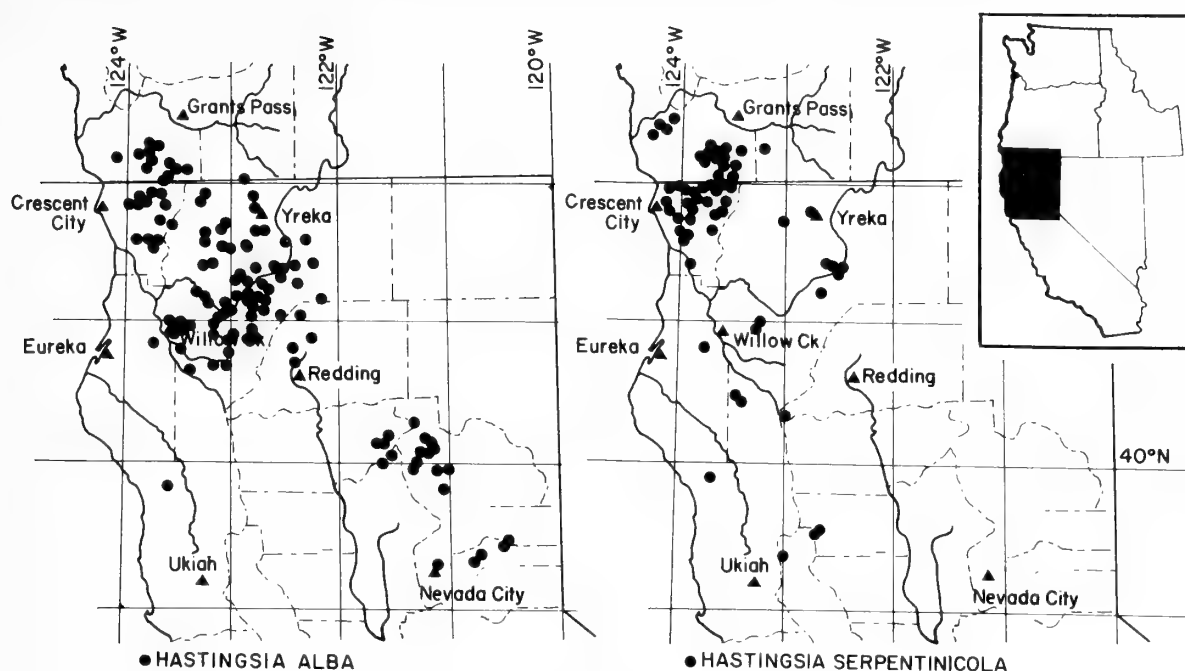 124°W
122°W
120°W
Grants Pass
Crescent
City
Yreka
Willow Ck
Eureka
Redding
Ukiah
Nevada City
● HASTINGSIA ALBA
124°W
122°W
Grants Pass
Crescent
City
Yreka
Willow Ck
Eureka
Redding
40°N
Ukiah
Nevada City
● HASTINGSIA SERPENTINICOLA